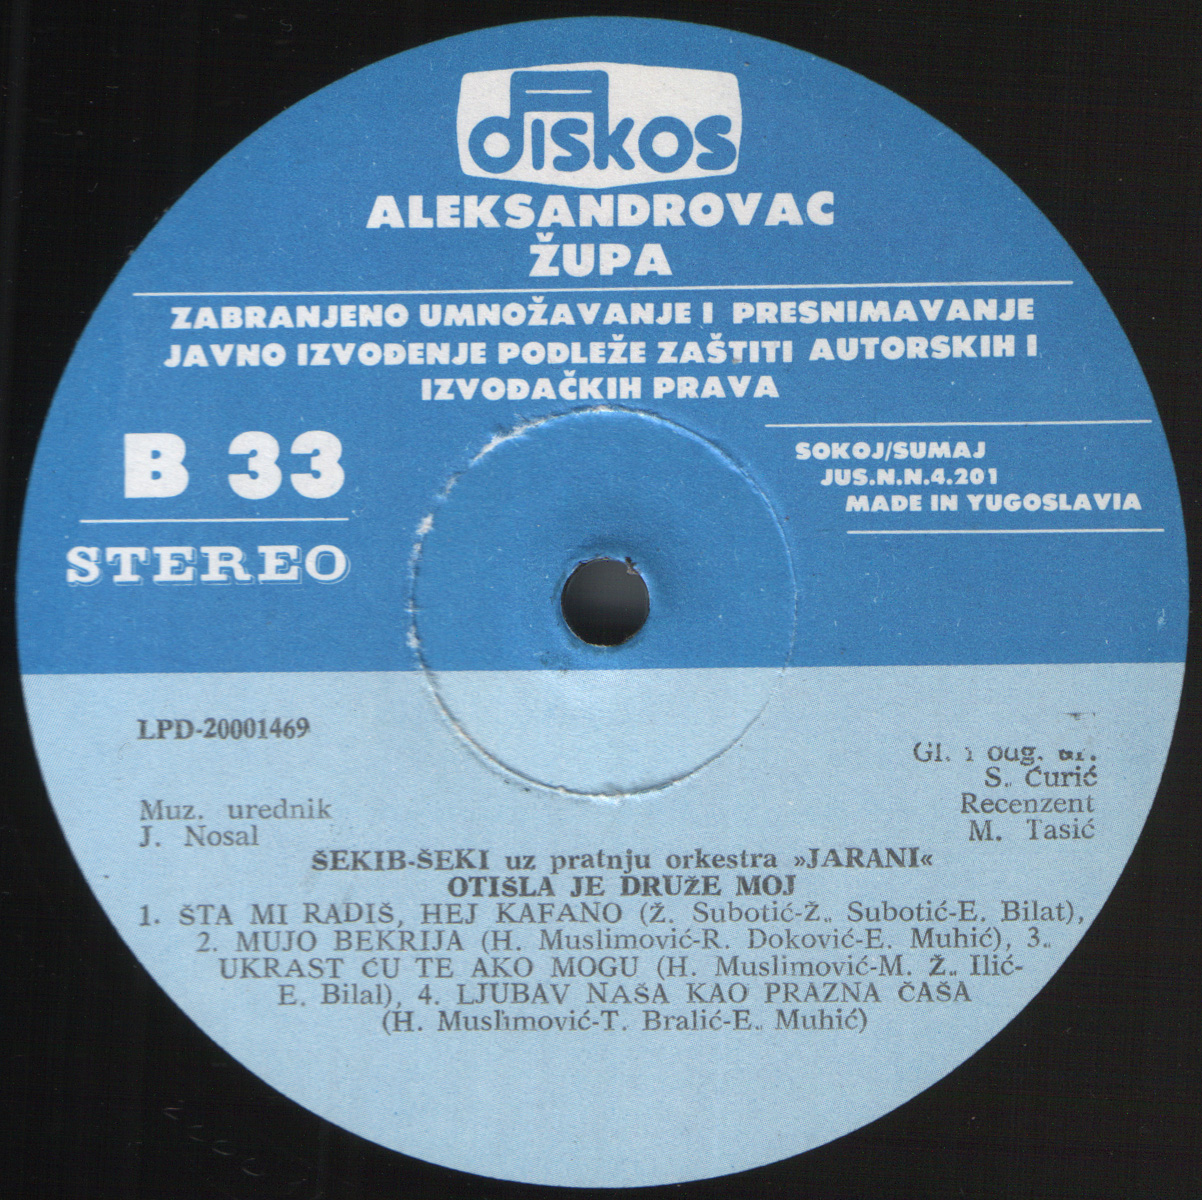 diskos
ALEKSANDROVAC
ŽUPA
ZABRANJENO UMNOŽAVANJE I PRESNIMAVANJE
JAVNO IZVOĐENJE PODLEŽE ZAŠTITI AUTORSKIH I
IZVOĐAČKIH PRAVA
B 33
STEREO
SOKOJ/SUMAJ
JUS.N.N.4.201
MADE IN YUGOSLAVIA
LPD-20001469
Muz. urednik
J. Nosal
Gl. i odg. ur.
S. Ćurić
Recenzent
M. Tasić
ŠEKIB-ŠEKI uz pratnju orkestra »JARANI«
OTIŠLA JE DRUŽE MOJ
1. ŠTA MI RADIŠ, HEJ KAFANO (Ž. Subotić-Ž. Subotić-E. Bilat),
2. MUJO BEKRIJA (H. Muslimović-R. Doković-E. Muhić), 3.
UKRAST ĆU TE AKO MOGU (H. Muslimović-M. Ž. Ilić-
E. Bilal), 4. LJUBAV NAŠA KAO PRAZNA ČAŠA
(H. Muslimović-T. Bralić-E. Muhić)